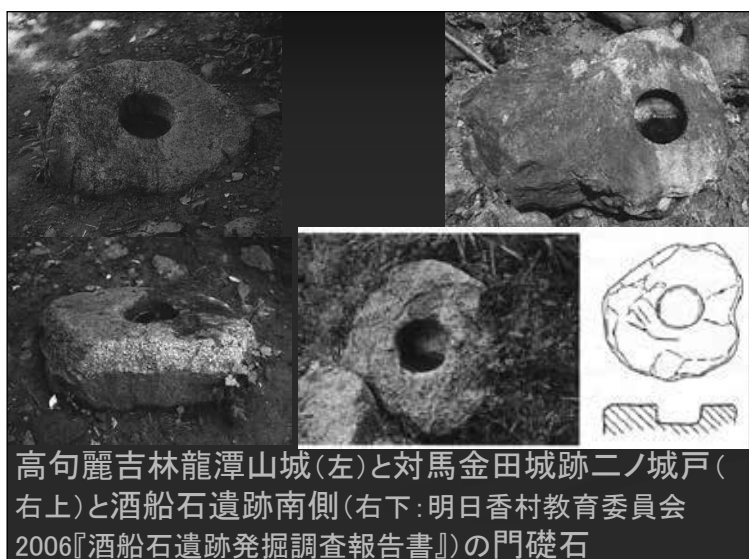 高句麗吉林龍潭山城(左)と対馬金田城跡二ノ城戸(
右上)と酒船石遺跡南側(右下:明日香村教育委員会
2006『酒船石遺跡発掘調査報告書』)の門礎石